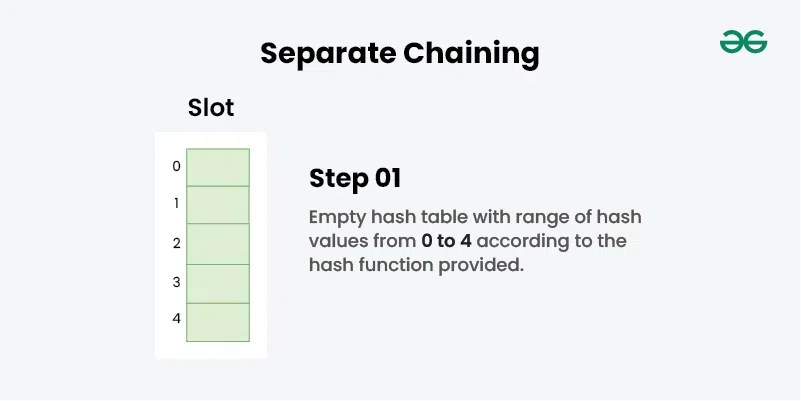 Separate Chaining
Slot
0
1
2
3
4
Step 01
Empty hash table with range of hash
values from 0 to 4 according to the
hash function provided.